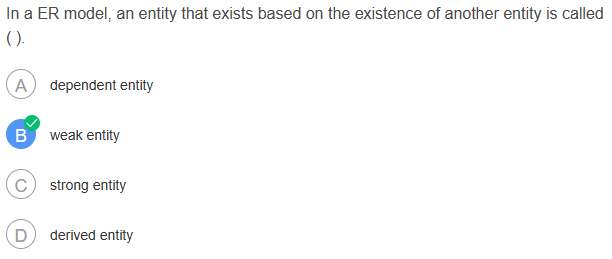 In a ER model, an entity that exists based on the existence of another entity is called
( ).
A dependent entity
B weak entity
C strong entity
D derived entity